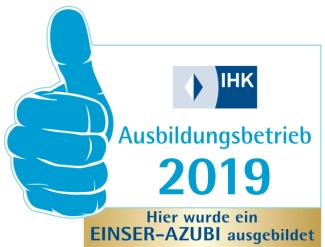 IHK
Ausbildungsbetrieb
2019
Hier wurde ein
EINSER-AZUBI ausgebildet